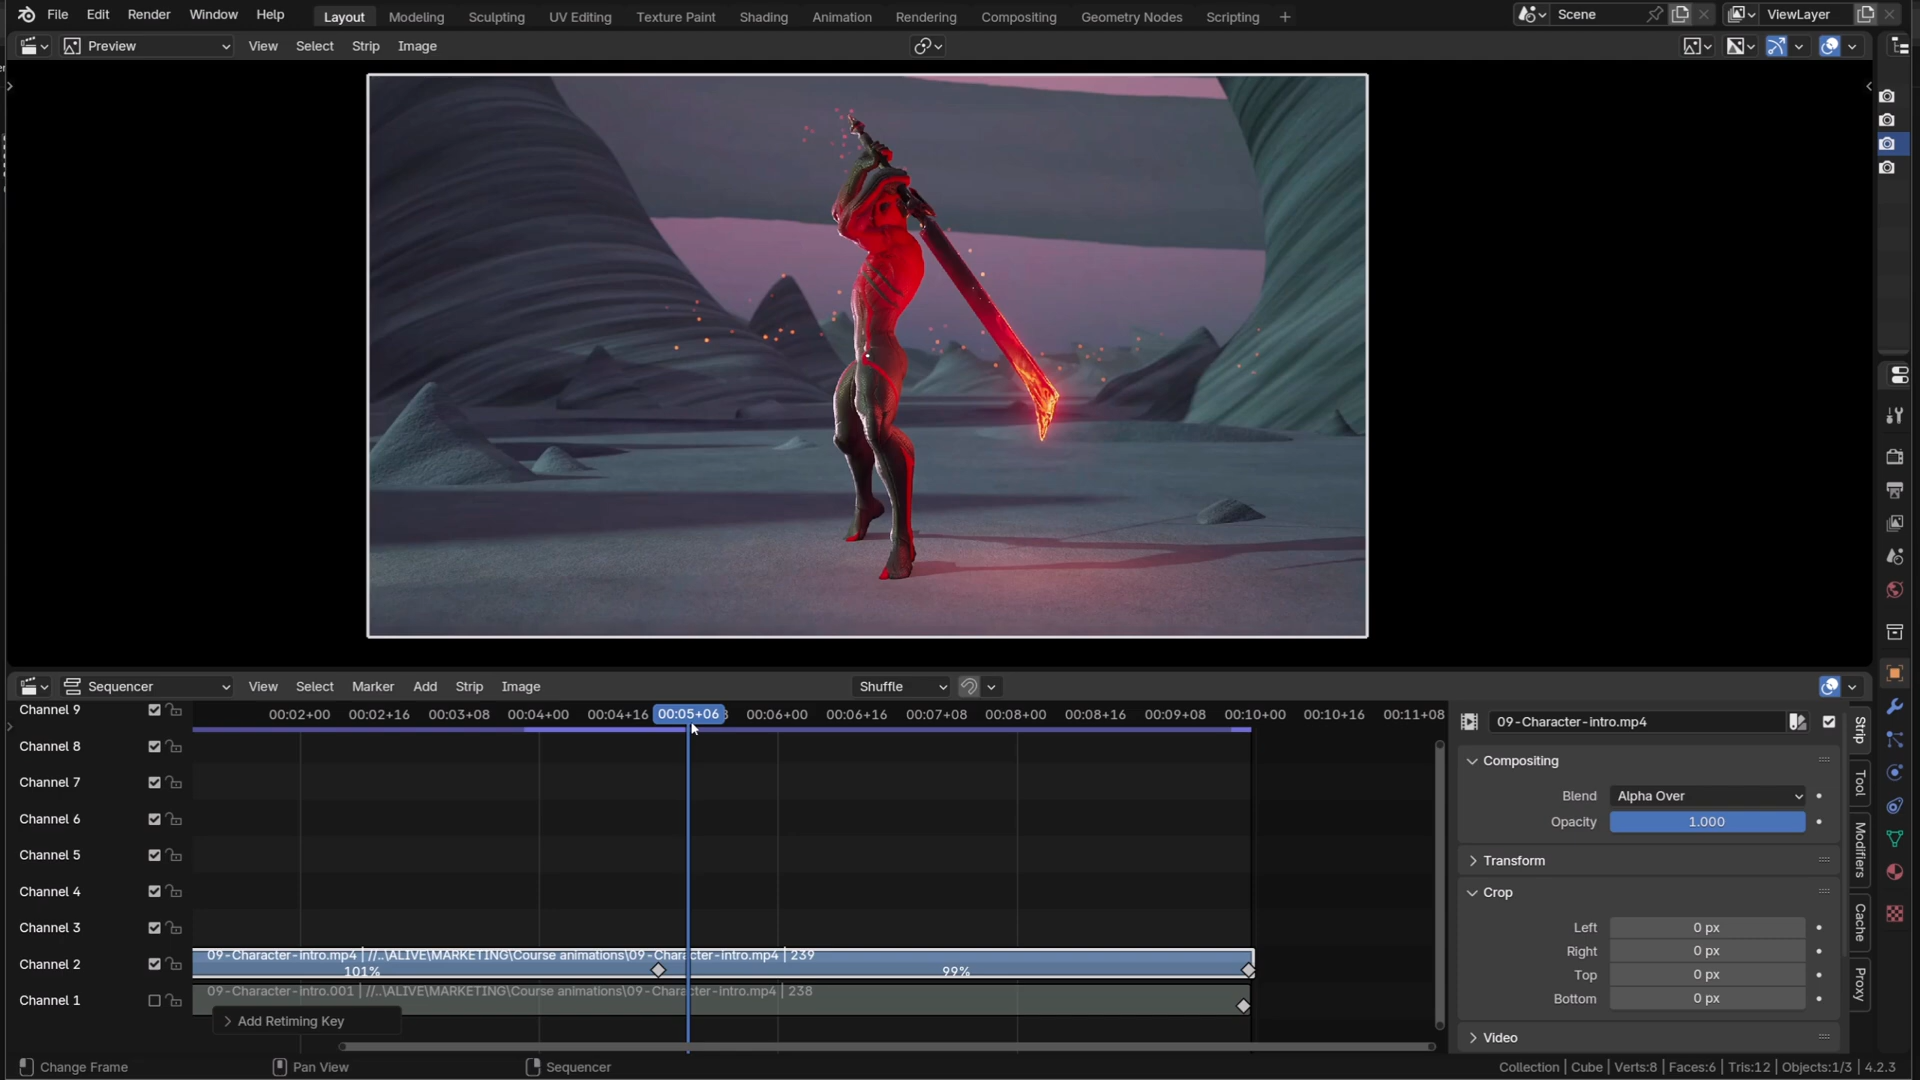 File Edit Render Window Help Layout Modeling Sculpting UV Editing Texture Paint Shading Animation Rendering Compositing Geometry Nodes Scripting + Scene ViewLayer
Preview View Select Strip Image
Sequencer View Select Marker Add Strip Image Shuffle
00:02+00 00:02+16 00:03+08 00:04+00 00:04+16 00:05+06 00:06+00 00:06+16 00:07+08 00:08+00 00:08+16 00:09+08 00:10+00 00:10+16 00:11+08
Channel 9
Channel 8
Channel 7
Channel 6
Channel 5
Channel 4
Channel 3
Channel 2
Channel 1
09-Character-intro.mp4 | //..\ALIVE\MARKETING\Course animations\09-Character-intro.mp4 | 239
101% 99%
09-Character-intro.001 | //..\ALIVE\MARKETING\Course animations\09-Character-intro.mp4 | 238
Add Retiming Key
09-Character-intro.mp4
Compositing
Blend Alpha Over
Opacity 1.000
Transform
Crop
Left 0 px
Right 0 px
Top 0 px
Bottom 0 px
Video
Strip
Tool
Modifiers
Cache
Proxy
Change Frame Pan View Sequencer Collection | Cube | Verts:8 | Faces:6 | Tris:12 | Objects:1/3 | 4.2.3